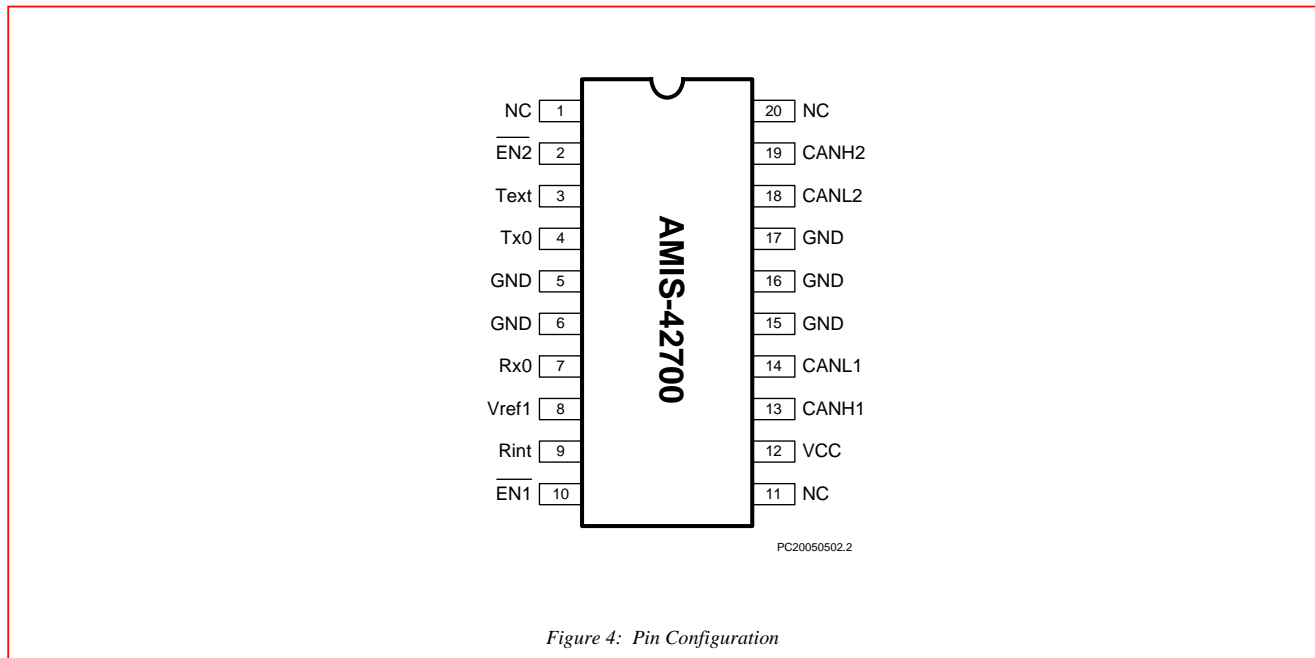 NC 1 20 NC
E̅N̅2̅ 2 19 CANH2
Text 3 18 CANL2
Tx0 4 17 GND
GND 5 16 GND
GND 6 15 GND
Rx0 7 14 CANL1
Vref1 8 13 CANH1
Rint 9 12 VCC
E̅N̅1̅ 10 11 NC
AMIS-42700
PC20050502.2
Figure 4: Pin Configuration